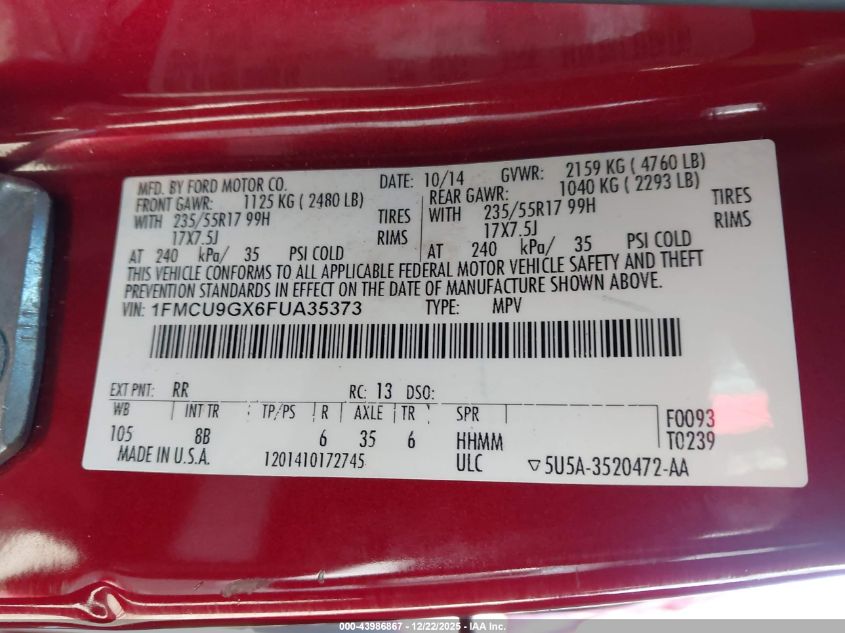 MFD. BY FORD MOTOR CO. DATE: 10/14 GVWR: 2159 KG ( 4760 LB)
FRONT GAWR: 1125 KG ( 2480 LB) REAR GAWR: 1040 KG ( 2293 LB)
WITH 235/55R17 99H TIRES WITH 235/55R17 99H TIRES
17X7.5J RIMS 17X7.5J RIMS
AT 240 kPa/ 35 PSI COLD AT 240 kPa/ 35 PSI COLD
THIS VEHICLE CONFORMS TO ALL APPLICABLE FEDERAL MOTOR VEHICLE SAFETY AND THEFT
PREVENTION STANDARDS IN EFFECT ON THE DATE OF MANUFACTURE SHOWN ABOVE.
VIN: 1FMCU9GX6FUA35373 TYPE: MPV
EXT PNT: RR RC: 13 DSO:
WB INT TR TP/PS R AXLE TR SPR F0093
105 8B 6 35 6 HHMM T0239
MADE IN U.S.A. 1201410172745 ULC ▽5U5A-3520472-AA
000-43986867 - 12/22/2025 - IAA Inc.